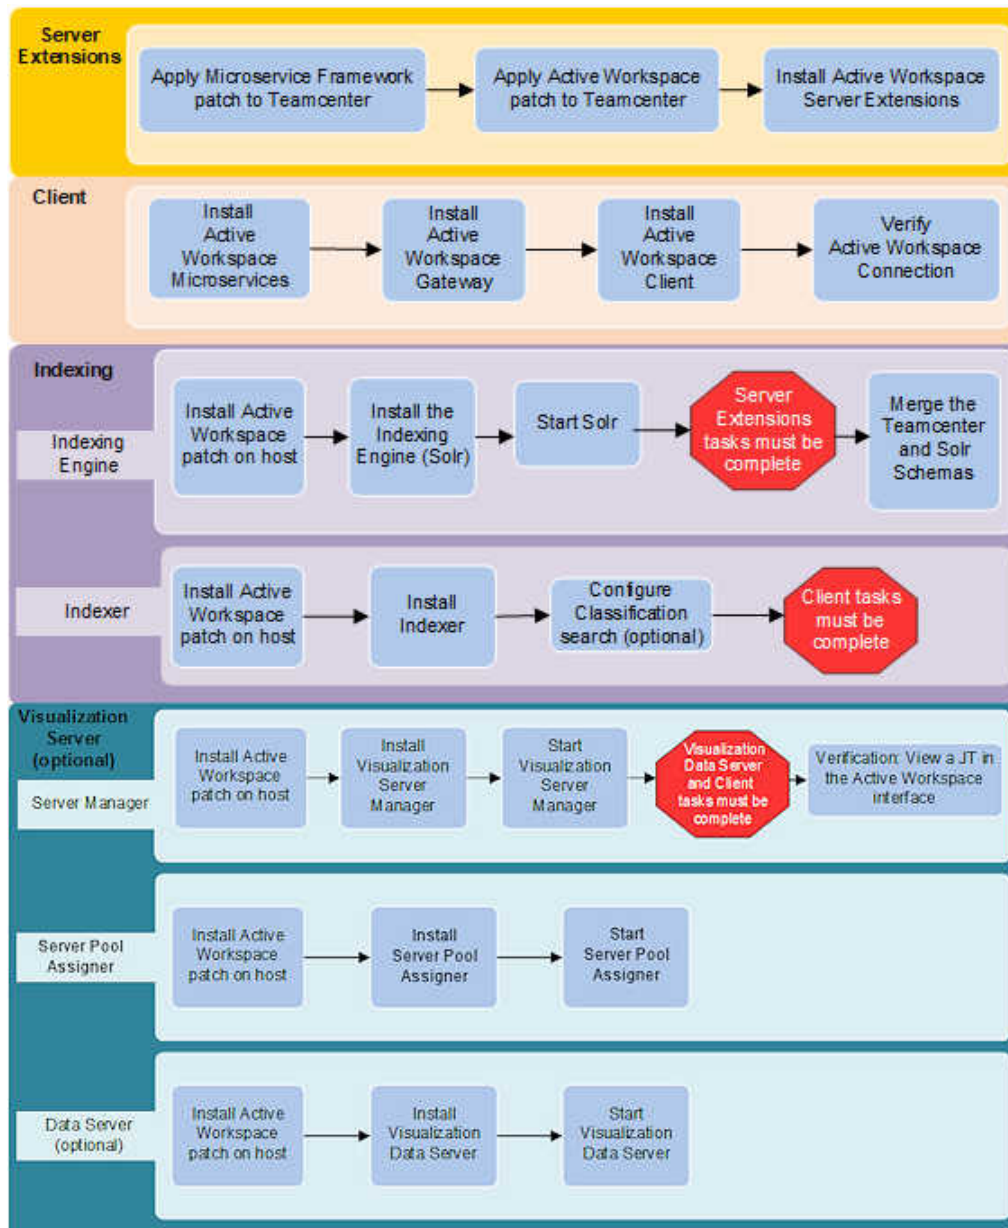 Server
Extensions
Apply Microservice Framework
patch to Teamcenter
Apply Active Workspace
patch to Teamcenter
Install Active Workspace
Server Extensions
Client
Install
Active
Workspace
Microservices
Install
Active
Workspace
Gateway
Install
Active
Workspace
Client
Verify
Active Workspace
Connection
Indexing
Indexing
Engine
Install Active
Workspace
patch on host
Install the
Indexing
Engine (Solr)
Start Solr
Server
Extensions
tasks must be
complete
Merge the
Teamcenter
and Solr
Schemas
Indexer
Install Active
Workspace
patch on host
Install
Indexer
Configure
Classification
search (optional)
Client tasks
must be
complete
Visualization
Server
(optional)
Server Manager
Install Active
Workspace
patch on host
Install
Visualization
Server
Manager
Start
Visualization
Server
Manager
Visualization
Data Server
and Client
tasks must be
complete
Verification: View a JT in
the Active Workspace
interface
Server Pool
Assigner
Install Active
Workspace
patch on host
Install
Server Pool
Assigner
Start
Server Pool
Assigner
Data Server
(optional)
Install Active
Workspace
patch on host
Install
Visualization
Data Server
Start
Visualization
Data Server